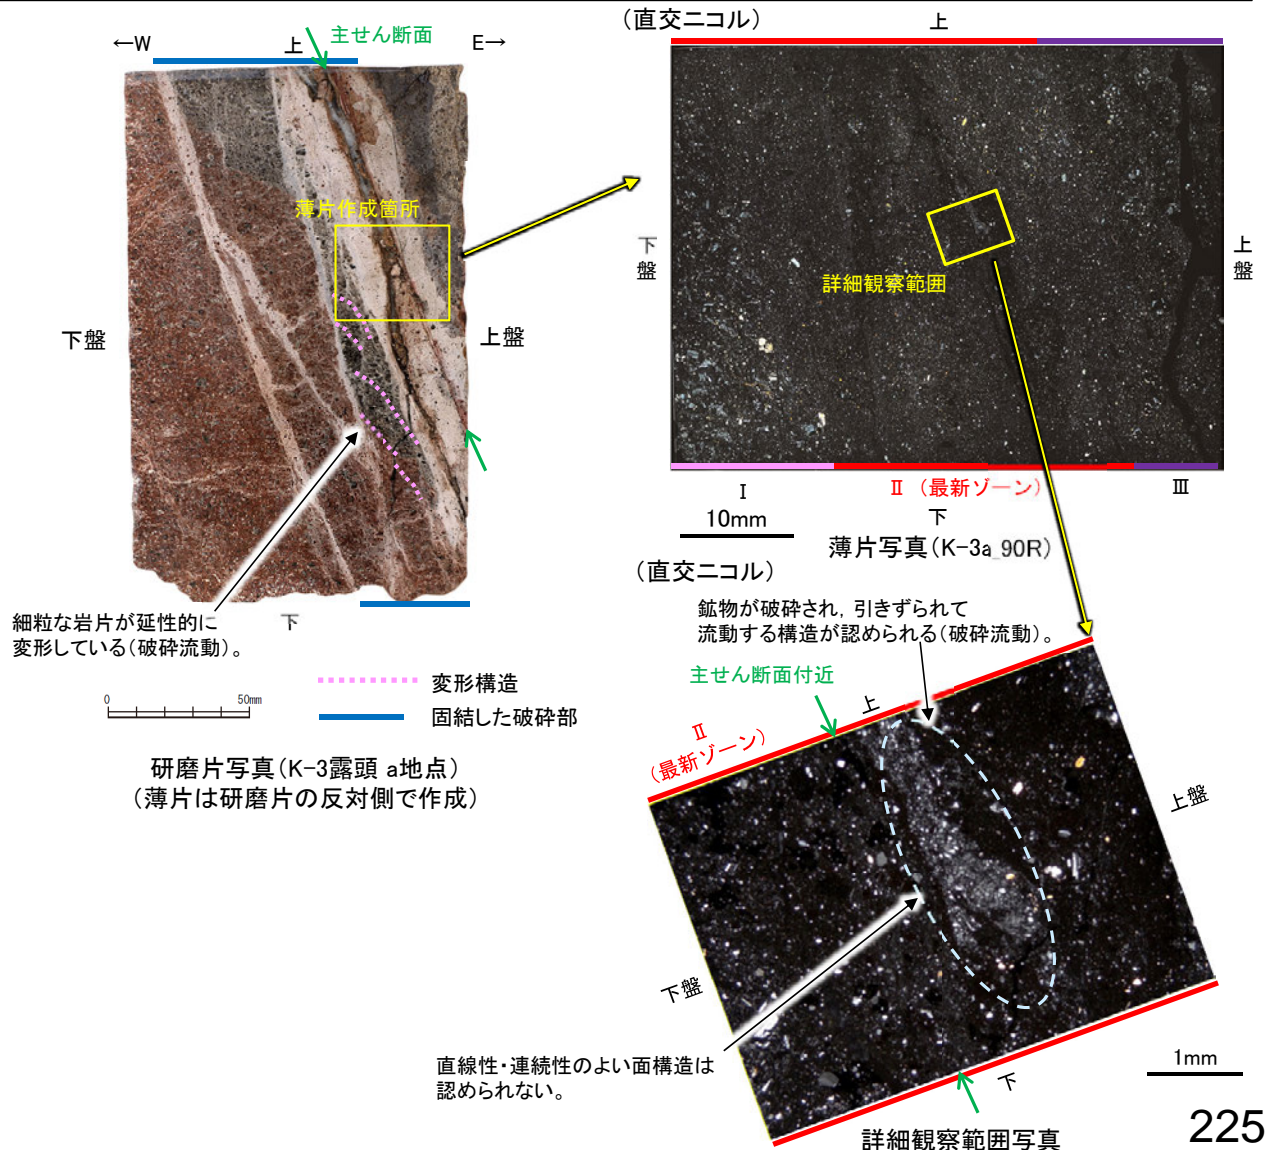 ←W
上
主せん断面
E→
薄片作成箇所
下盤
上盤
細粒な岩片が延性的に
変形している(破砕流動)。
下
0
50mm
変形構造
固結した破砕部
研磨片写真(K-3露頭 a地点)
(薄片は研磨片の反対側で作成)
(直交ニコル)
上
下盤
上盤
詳細観察範囲
Ⅰ
Ⅱ (最新ゾーン)
Ⅲ
10mm
下
薄片写真(K-3a_90R)
(直交ニコル)
鉱物が破砕され,引きずられて
流動する構造が認められる(破砕流動)。
主せん断面付近
上
Ⅱ
(最新ゾーン)
上盤
下盤
直線性・連続性のよい面構造は
認められない。
下
1mm
詳細観察範囲写真
225